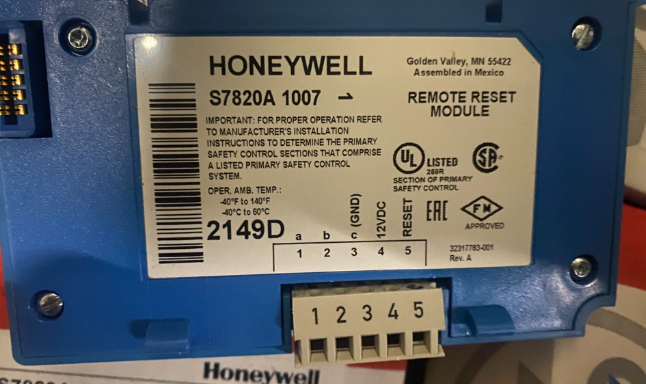 HONEYWELL
Golden Valley, MN 55422
Assembled in Mexico
S7820A 1007 →
REMOTE RESET
MODULE
IMPORTANT: FOR PROPER OPERATION REFER
TO MANUFACTURER'S INSTALLATION
INSTRUCTIONS TO DETERMINE THE PRIMARY
SAFETY CONTROL SECTIONS THAT COMPRISE
A LISTED PRIMARY SAFETY CONTROL
SYSTEM.
UL LISTED
SA
SECTION OF PRIMARY
SAFETY CONTROL
OPER. AMB. TEMP.:
-40°F to 140°F
-40°C to 60°C
EAC
FM
APPROVED
2149D
a b c (GND) 12VDC RESET
1 2 3 4 5
32317783-001
Rev. A
1 2 3 4 5
Honeywell